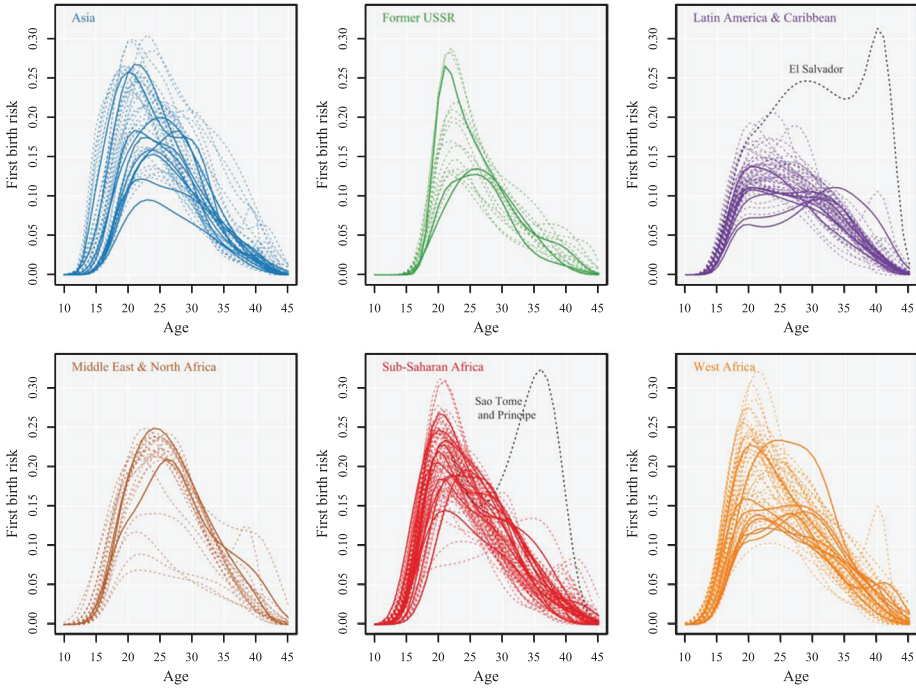 Asia
First birth risk
0.00 0.05 0.10 0.15 0.20 0.25 0.30
10 15 20 25 30 35 40 45
Age
Former USSR
First birth risk
0.00 0.05 0.10 0.15 0.20 0.25 0.30
10 15 20 25 30 35 40 45
Age
Latin America & Caribbean
El Salvador
First birth risk
0.00 0.05 0.10 0.15 0.20 0.25 0.30
10 15 20 25 30 35 40 45
Age
Middle East & North Africa
First birth risk
0.00 0.05 0.10 0.15 0.20 0.25 0.30
10 15 20 25 30 35 40 45
Age
Sub-Saharan Africa
Sao Tome
and Principe
First birth risk
0.00 0.05 0.10 0.15 0.20 0.25 0.30
10 15 20 25 30 35 40 45
Age
West Africa
First birth risk
0.00 0.05 0.10 0.15 0.20 0.25 0.30
10 15 20 25 30 35 40 45
Age